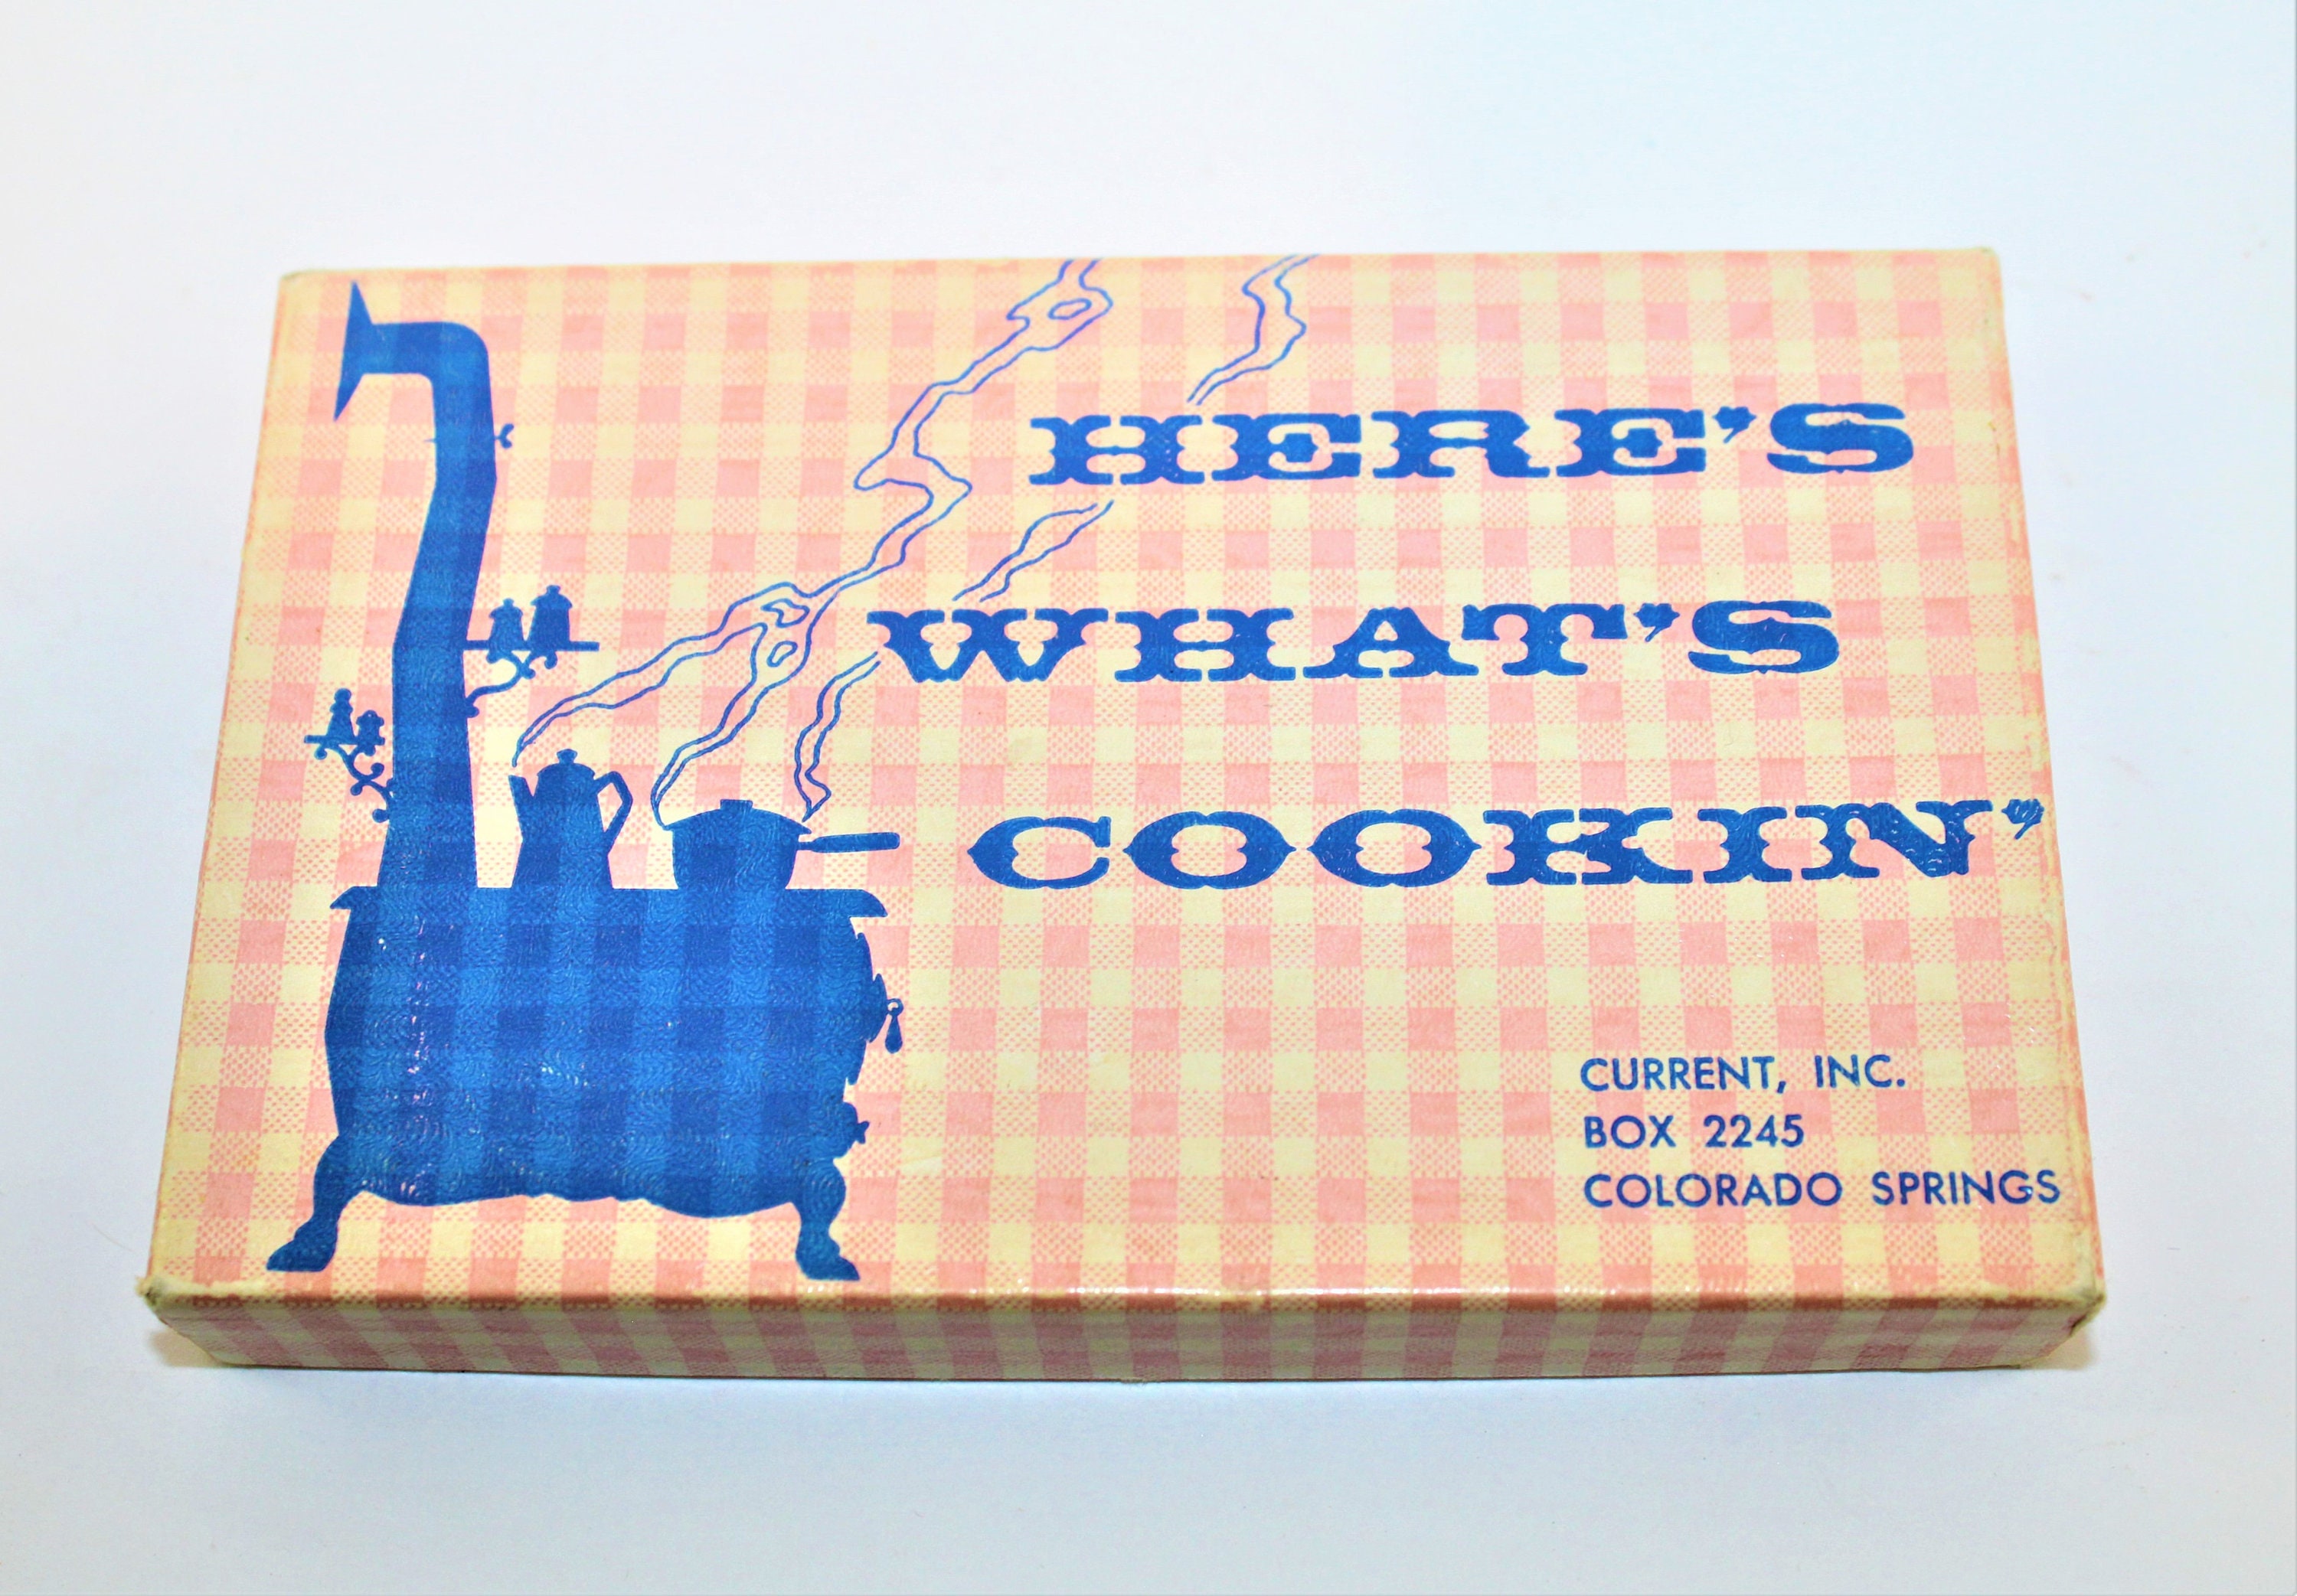 HERE'S
WHAT'S
COOKIN'
CURRENT, INC.
BOX 2245
COLORADO SPRINGS